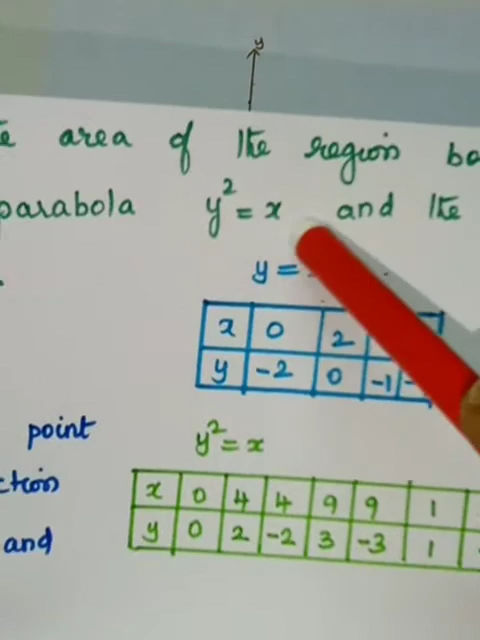 y
area of the region
parabola y² = x and the
y =
x 0 2
y -2 0 -1
point y² = x
x 0 4 4 9 9 1
and y 0 2 -2 3 -3 1